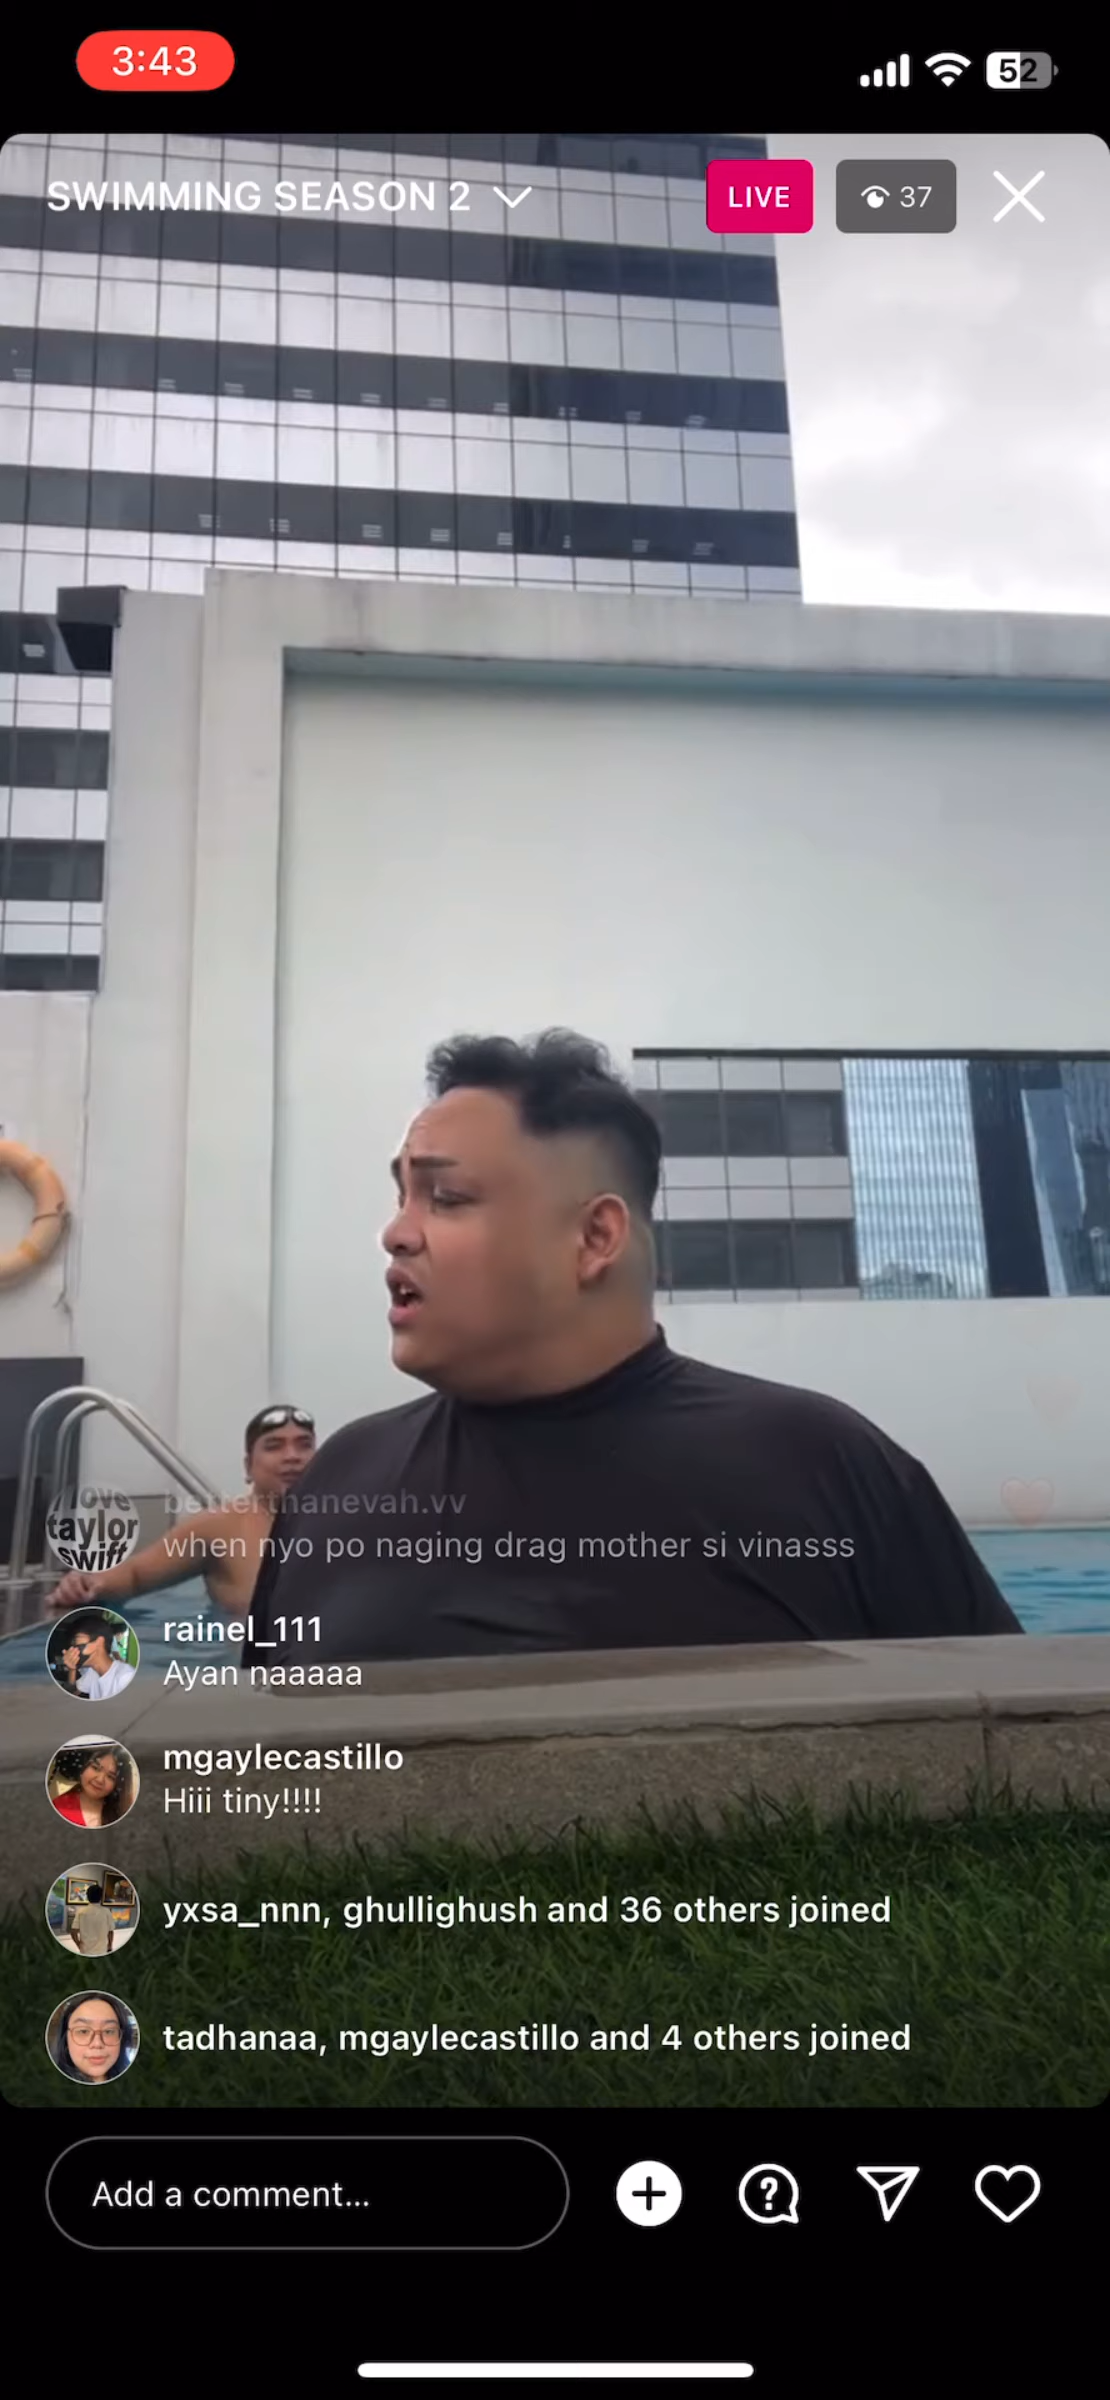 3:43
52
SWIMMING SEASON 2
LIVE
37
love
taylor
swift
betterthanevah.vv
when nyo po naging drag mother si vinasss
rainel_111
Ayan naaaaa
mgaylecastillo
Hiii tiny!!!!
yxsa_nnn, ghullighush and 36 others joined
tadhanaa, mgaylecastillo and 4 others joined
Add a comment...